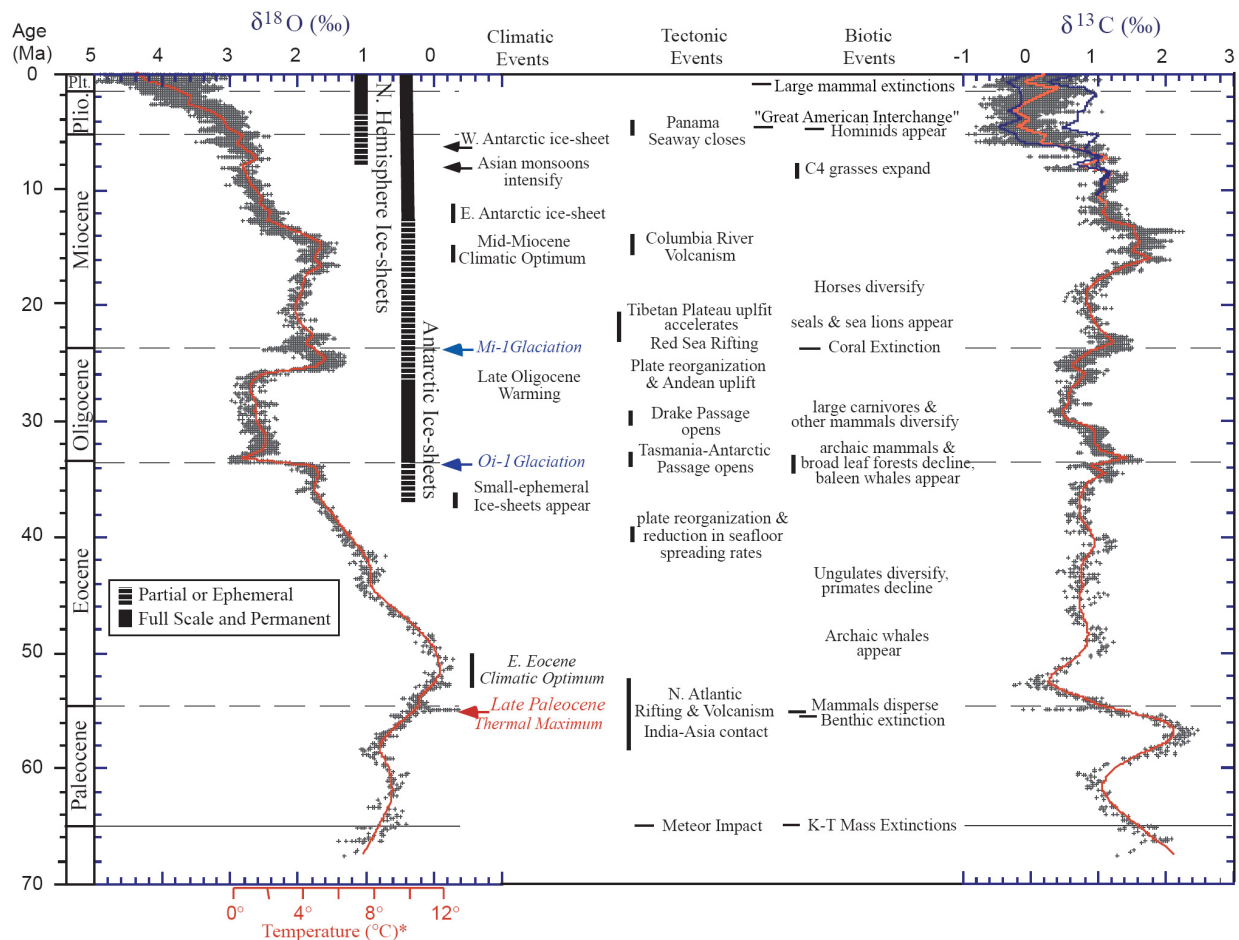 Age
(Ma)
δ18O (‰)
5 4 3 2 1 0
Climatic
Events
Tectonic
Events
Biotic
Events
δ13C (‰)
-1 0 1 2 3
0
10
20
30
40
50
60
70
Plt.
Plio.
Miocene
Oligocene
Eocene
Paleocene
N. Hemisphere Ice-sheets
Antarctic Ice-sheets
W. Antarctic ice-sheet
Asian monsoons
intensify
E. Antarctic ice-sheet
Mid-Miocene
Climatic Optimum
Mi-1Glaciation
Late Oligocene
Warming
Oi-1Glaciation
Small-ephemeral
Ice-sheets appear
E. Eocene
Climatic Optimum
Late Paleocene
Thermal Maximum
Panama
Seaway closes
Columbia River
Volcanism
Tibetan Plateau uplfit
accelerates
Red Sea Rifting
Plate reorganization
& Andean uplift
Drake Passage
opens
Tasmania-Antarctic
Passage opens
plate reorganization &
reduction in seafloor
spreading rates
N. Atlantic
Rifting & Volcanism
India-Asia contact
Meteor Impact
Large mammal extinctions
"Great American Interchange"
Hominids appear
C4 grasses expand
Horses diversify
seals & sea lions appear
Coral Extinction
large carnivores &
other mammals diversify
archaic mammals &
broad leaf forests decline,
baleen whales appear
Ungulates diversify,
primates decline
Archaic whales
appear
Mammals disperse
Benthic extinction
K-T Mass Extinctions
Partial or Ephemeral
Full Scale and Permanent
0° 4° 8° 12°
Temperature (°C)*